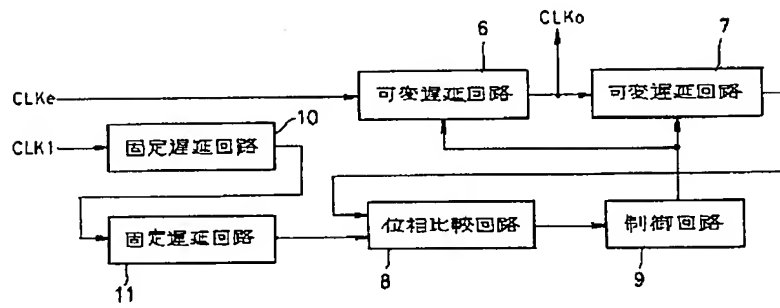 6
CLKo
7
CLKe
可変遅延回路
可変遅延回路
10
CLK1
固定遅延回路
固定遅延回路
位相比較回路
制御回路
11
8
9